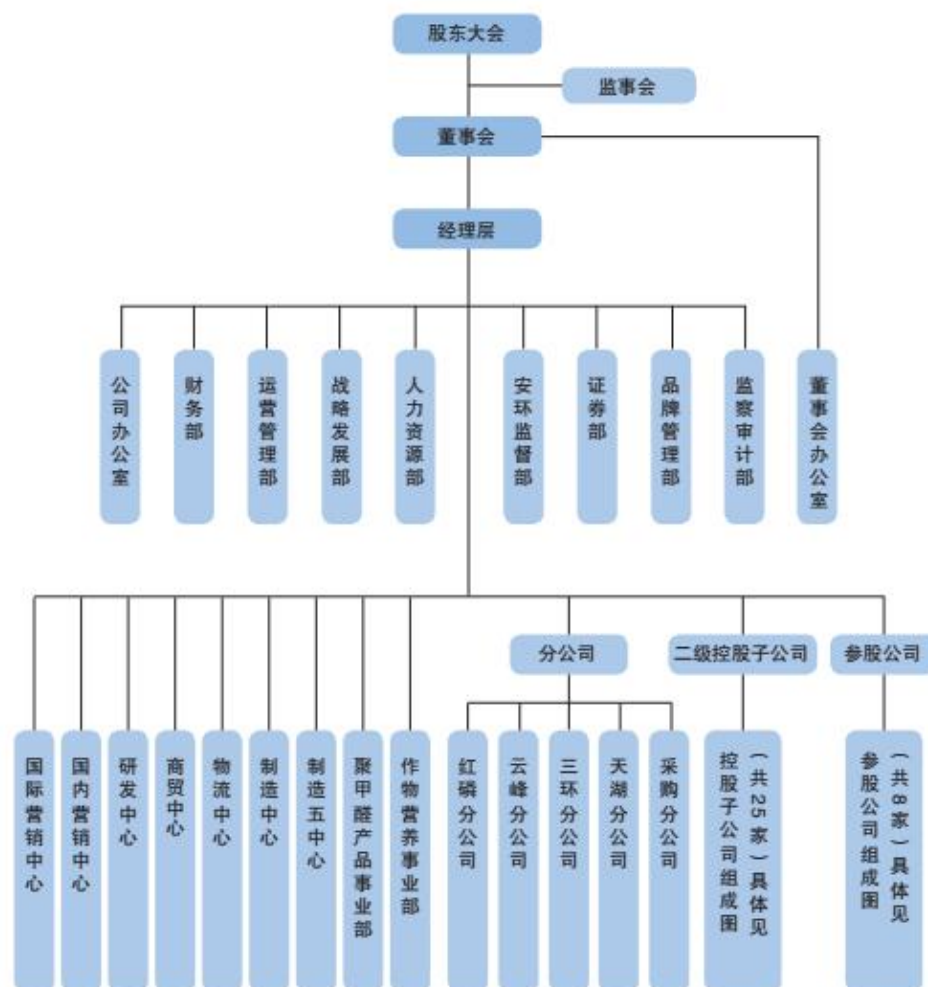 股东大会
监事会
董事会
经理层
公司办公室
财务部
运营管理部
战略发展部
人力资源部
安环监督部
证券部
品牌管理部
监察审计部
董事会办公室
分公司
二级控股子公司
参股公司
国际营销中心
国内营销中心
研发中心
商贸中心
物流中心
制造中心
制造五中心
聚甲醛产品事业部
作物营养事业部
红磷分公司
云峰分公司
三环分公司
天湖分公司
采购分公司
(共25家)具体见
控股子公司组成图
(共8家)具体见
参股公司组成图